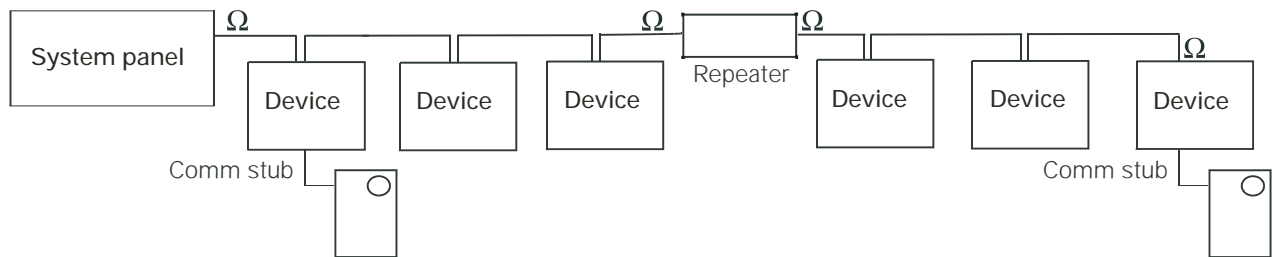 Ω
Ω
Ω
System panel
Repeater
Ω
Device
Device
Device
Device
Device
Device
Comm stub
Comm stub